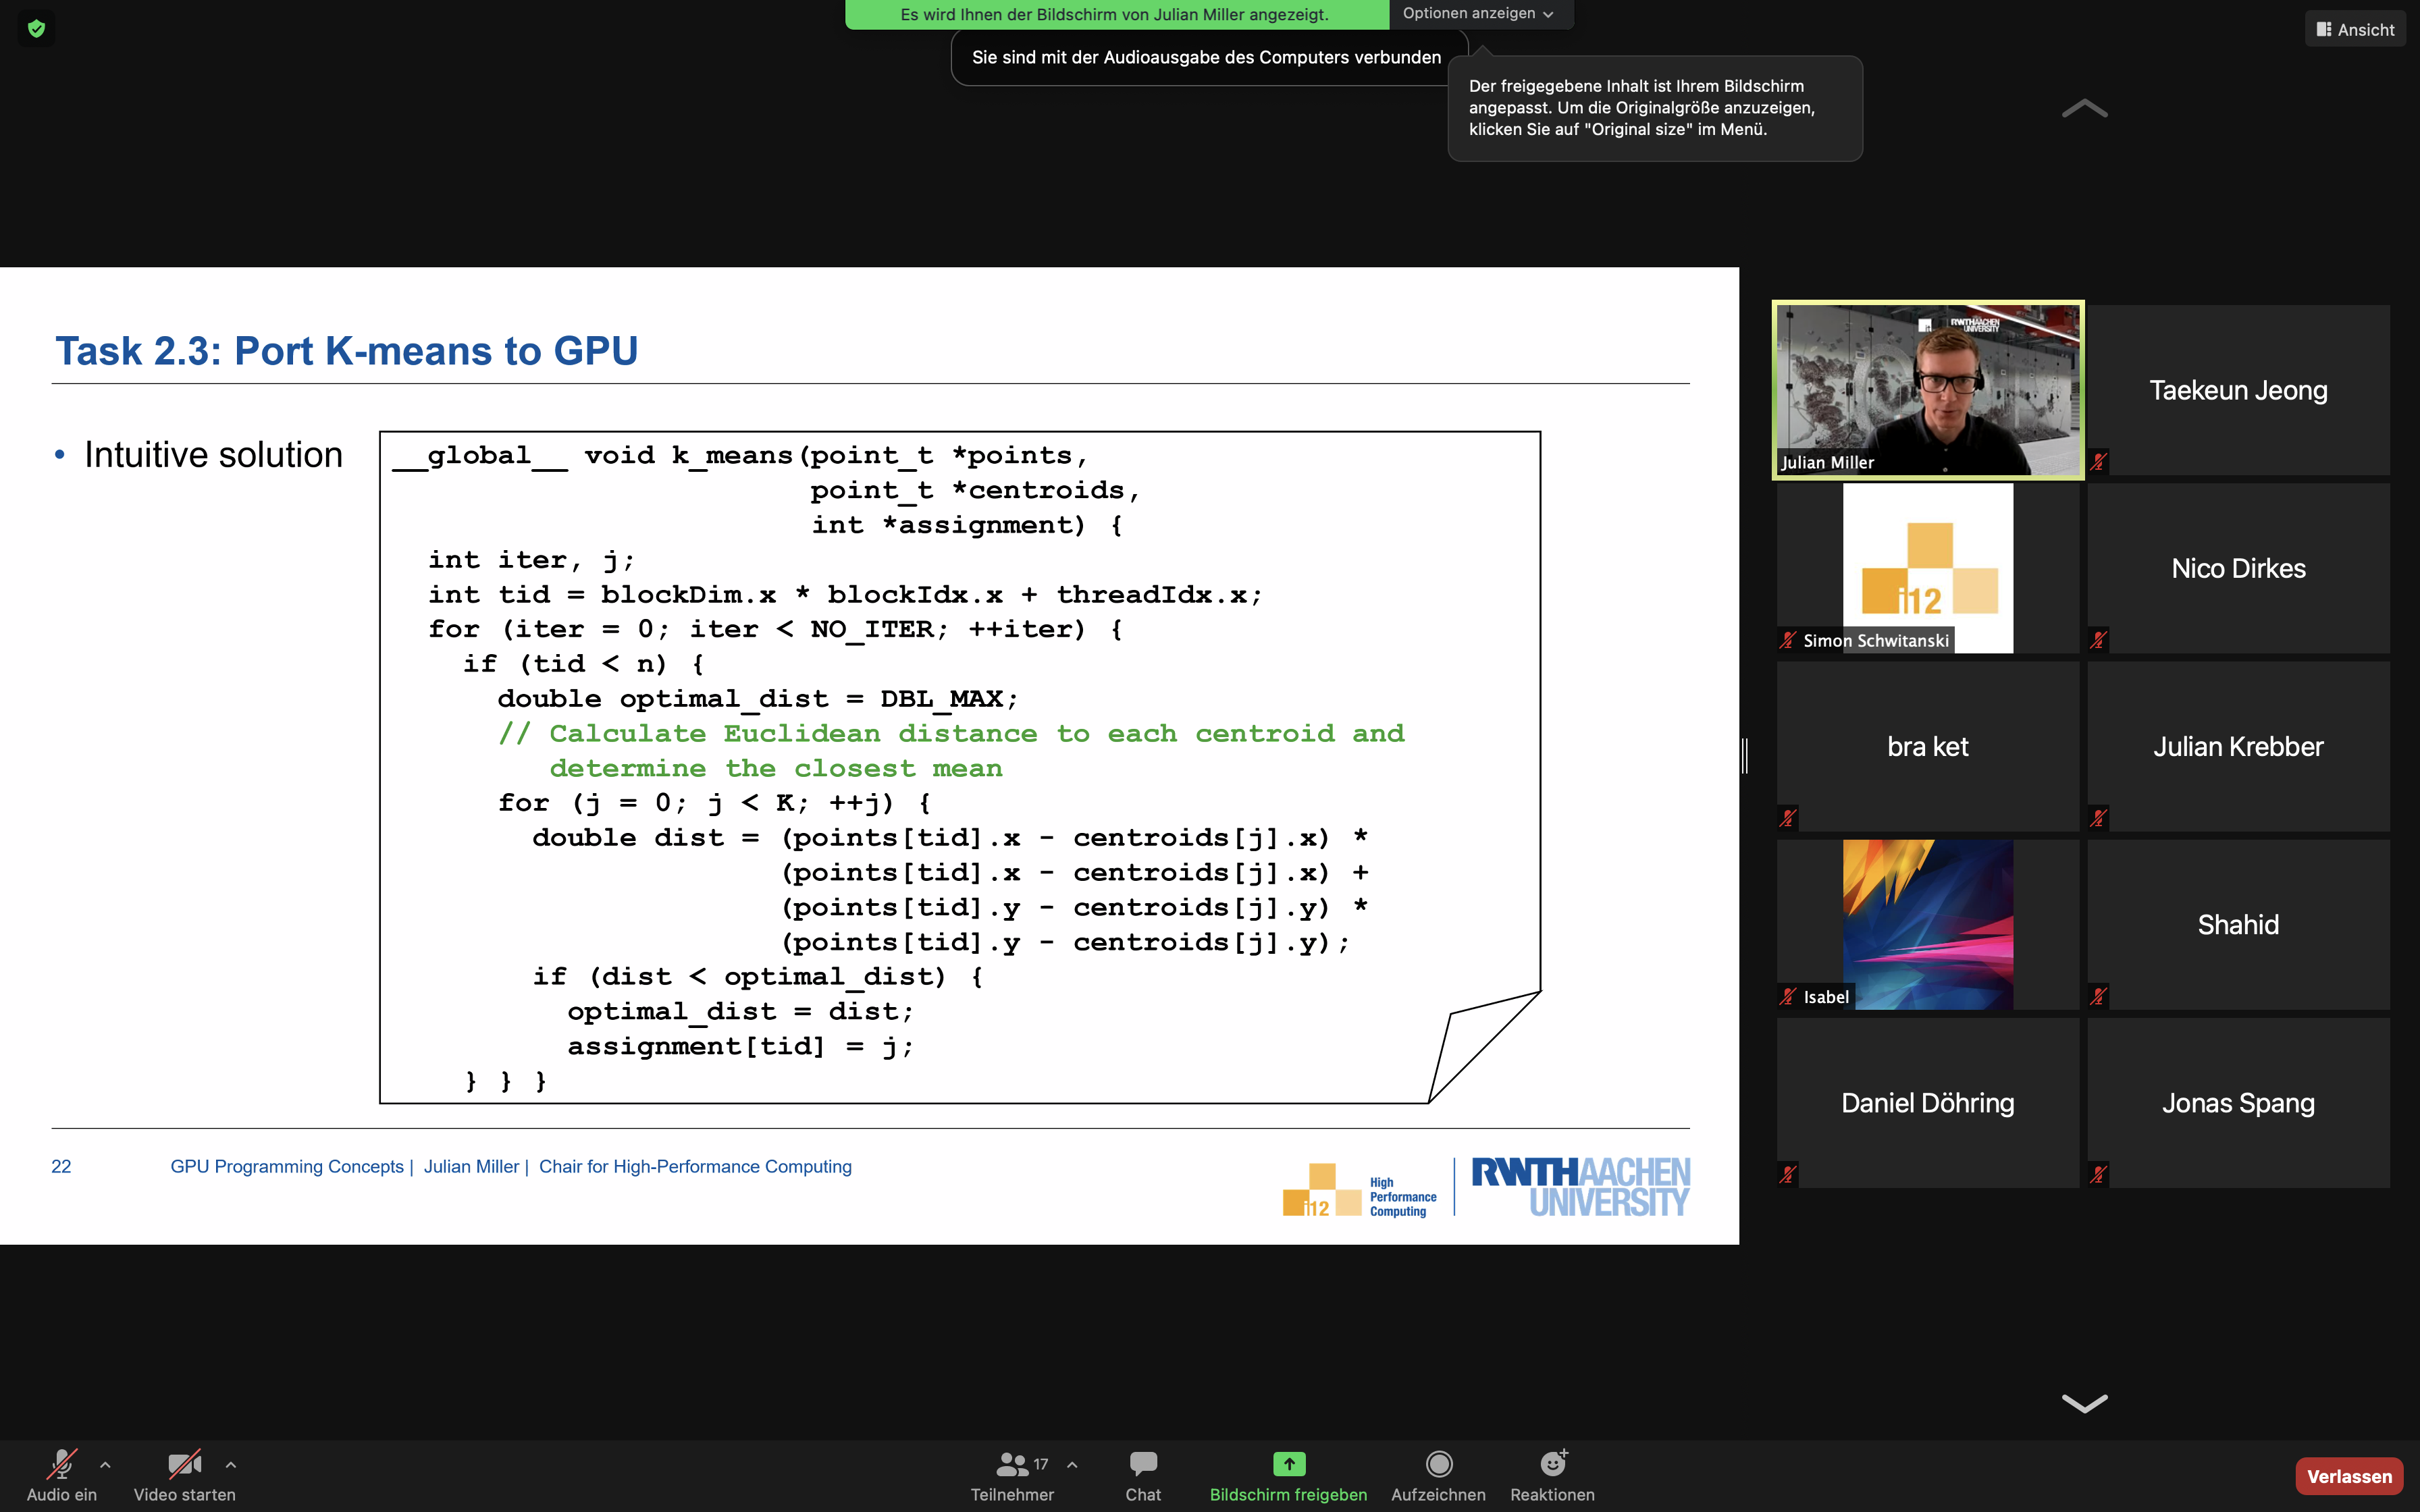 Es wird Ihnen der Bildschirm von Julian Miller angezeigt.
Optionen anzeigen
Ansicht
Sie sind mit der Audioausgabe des Computers verbunden
Der freigegebene Inhalt ist Ihrem Bildschirm
angepasst. Um die Originalgröße anzuzeigen,
klicken Sie auf "Original size" im Menü.
Task 2.3: Port K-means to GPU
• Intuitive solution
__global__ void k_means(point_t *points,
point_t *centroids,
int *assignment) {
int iter, j;
int tid = blockDim.x * blockIdx.x + threadIdx.x;
for (iter = 0; iter < NO_ITER; ++iter) {
if (tid < n) {
double optimal_dist = DBL_MAX;
// Calculate Euclidean distance to each centroid and
determine the closest mean
for (j = 0; j < K; ++j) {
double dist = (points[tid].x - centroids[j].x) *
(points[tid].x - centroids[j].x) +
(points[tid].y - centroids[j].y) *
(points[tid].y - centroids[j].y);
if (dist < optimal_dist) {
optimal_dist = dist;
assignment[tid] = j;
} } }
22
GPU Programming Concepts | Julian Miller | Chair for High-Performance Computing
i12
High
Performance
Computing
RWTHAACHEN
UNIVERSITY
RWTHAACHEN
UNIVERSITY
Julian Miller
Taekeun Jeong
i12
Simon Schwitanski
Nico Dirkes
bra ket
Julian Krebber
Isabel
Shahid
Daniel Döhring
Jonas Spang
Audio ein
Video starten
17
Teilnehmer
Chat
Bildschirm freigeben
Aufzeichnen
Reaktionen
Verlassen